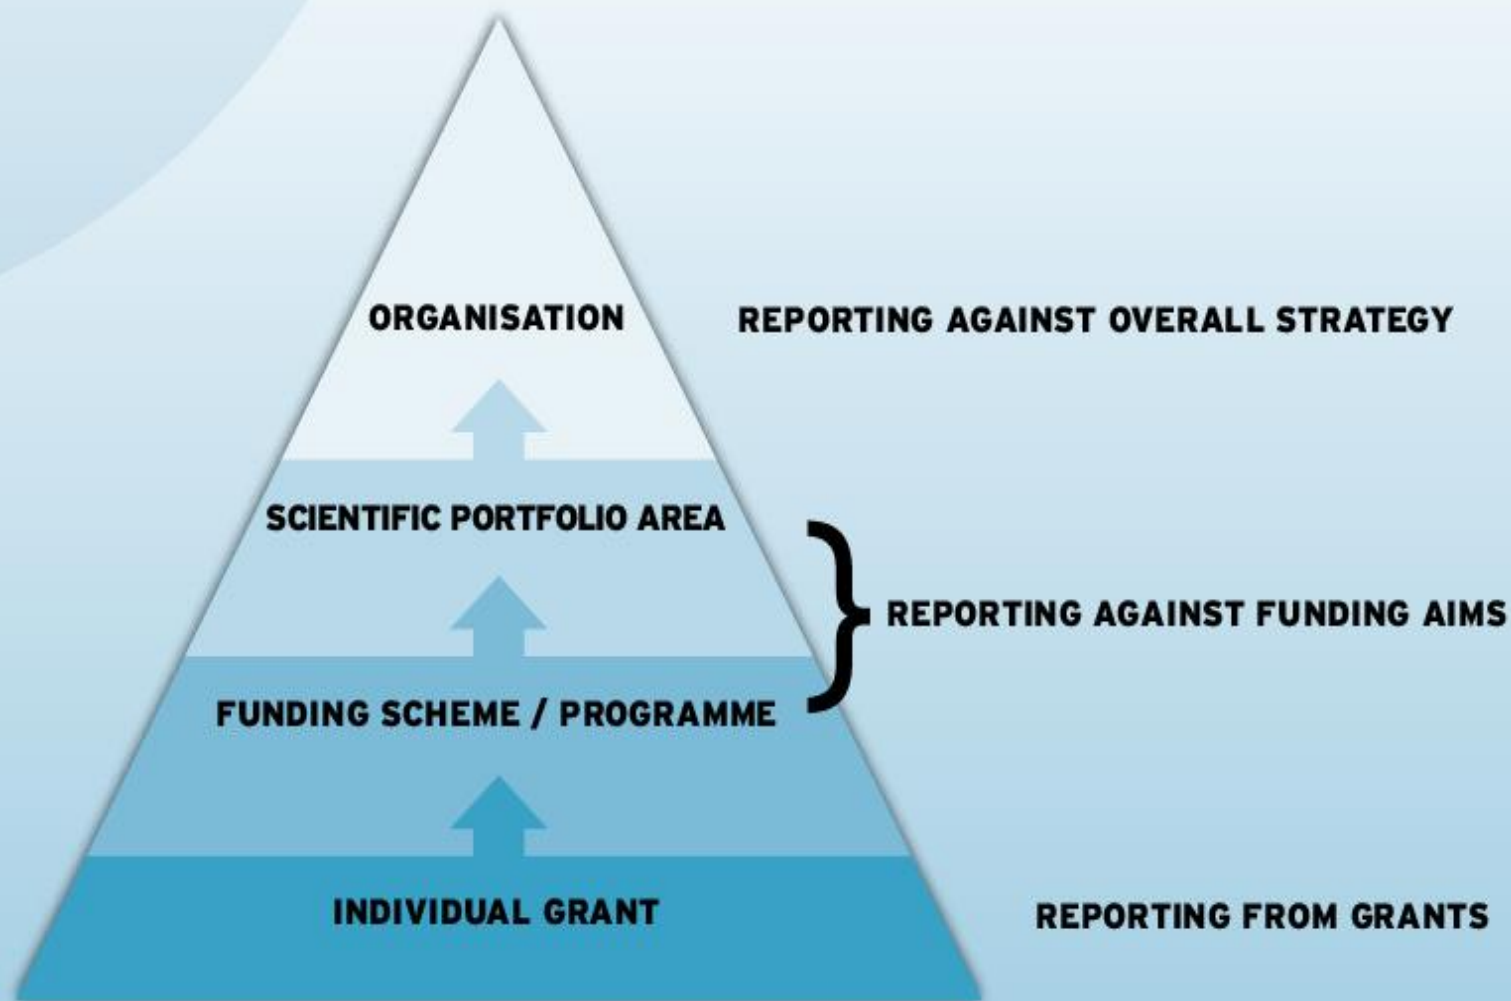 ORGANISATION
REPORTING AGAINST OVERALL STRATEGY
SCIENTIFIC PORTFOLIO AREA
REPORTING AGAINST FUNDING AIMS
FUNDING SCHEME / PROGRAMME
INDIVIDUAL GRANT
REPORTING FROM GRANTS